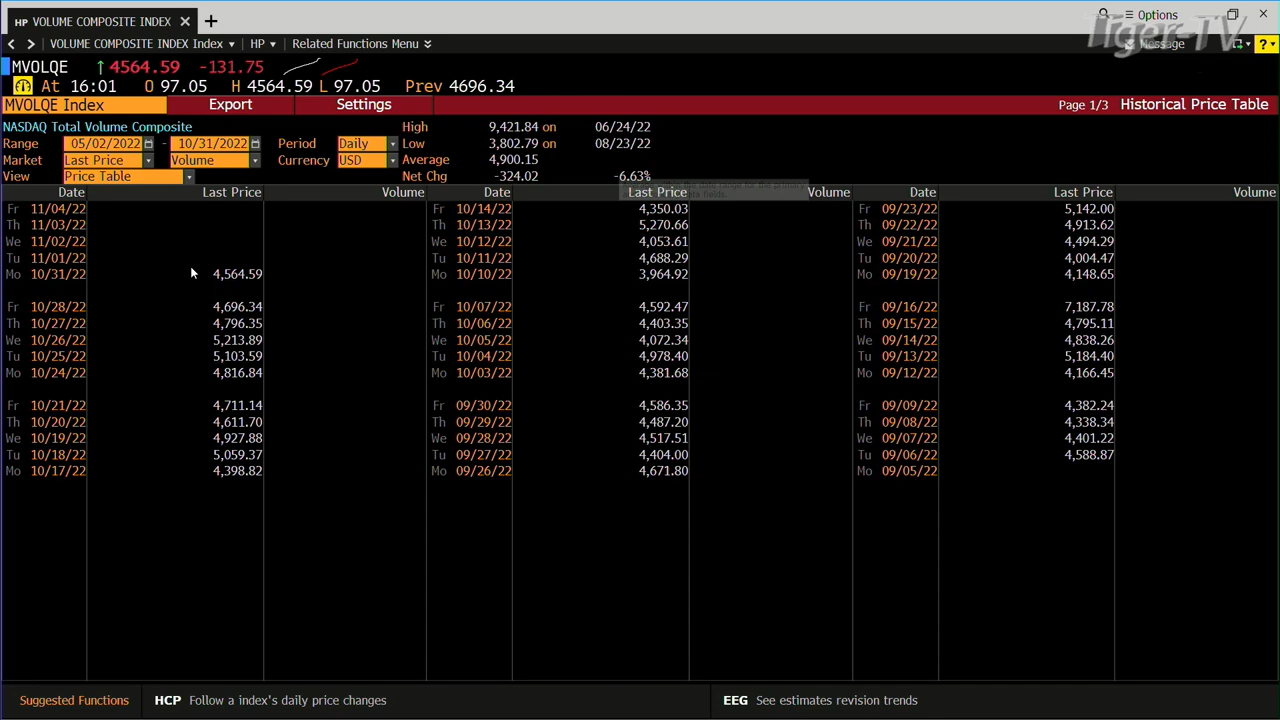 HP VOLUME COMPOSITE INDEX × +
Options
Tiger-TV
VOLUME COMPOSITE INDEX Index HP Related Functions Menu Message ?
MVOLQE ↑ 4564.59 -131.75
At 16:01 O 97.05 H 4564.59 L 97.05 Prev 4696.34
MVOLQE Index Export Settings Page 1/3 Historical Price Table
NASDAQ Total Volume Composite High 9,421.84 on 06/24/22
Range 05/02/2022 - 10/31/2022 Period Daily Low 3,802.79 on 08/23/22
Market Last Price Volume Currency USD Average 4,900.15
View Price Table Net Chg -324.02 -6.63%
Date Last Price Volume Date Last Price Volume Date Last Price Volume
Fr 11/04/22 Fr 10/14/22 4,350.03 Fr 09/23/22 5,142.00
Th 11/03/22 Th 10/13/22 5,270.66 Th 09/22/22 4,913.62
We 11/02/22 We 10/12/22 4,053.61 We 09/21/22 4,494.29
Tu 11/01/22 Tu 10/11/22 4,688.29 Tu 09/20/22 4,004.47
Mo 10/31/22 4,564.59 Mo 10/10/22 3,964.92 Mo 09/19/22 4,148.65
Fr 10/28/22 4,696.34 Fr 10/07/22 4,592.47 Fr 09/16/22 7,187.78
Th 10/27/22 4,796.35 Th 10/06/22 4,403.35 Th 09/15/22 4,795.11
We 10/26/22 5,213.89 We 10/05/22 4,072.34 We 09/14/22 4,838.26
Tu 10/25/22 5,103.59 Tu 10/04/22 4,978.40 Tu 09/13/22 5,184.40
Mo 10/24/22 4,816.84 Mo 10/03/22 4,381.68 Mo 09/12/22 4,166.45
Fr 10/21/22 4,711.14 Fr 09/30/22 4,586.35 Fr 09/09/22 4,382.24
Th 10/20/22 4,611.70 Th 09/29/22 4,487.20 Th 09/08/22 4,338.34
We 10/19/22 4,927.88 We 09/28/22 4,517.51 We 09/07/22 4,401.22
Tu 10/18/22 5,059.37 Tu 09/27/22 4,404.00 Tu 09/06/22 4,588.87
Mo 10/17/22 4,398.82 Mo 09/26/22 4,671.80 Mo 09/05/22
Suggested Functions HCP Follow a index's daily price changes EEG See estimates revision trends